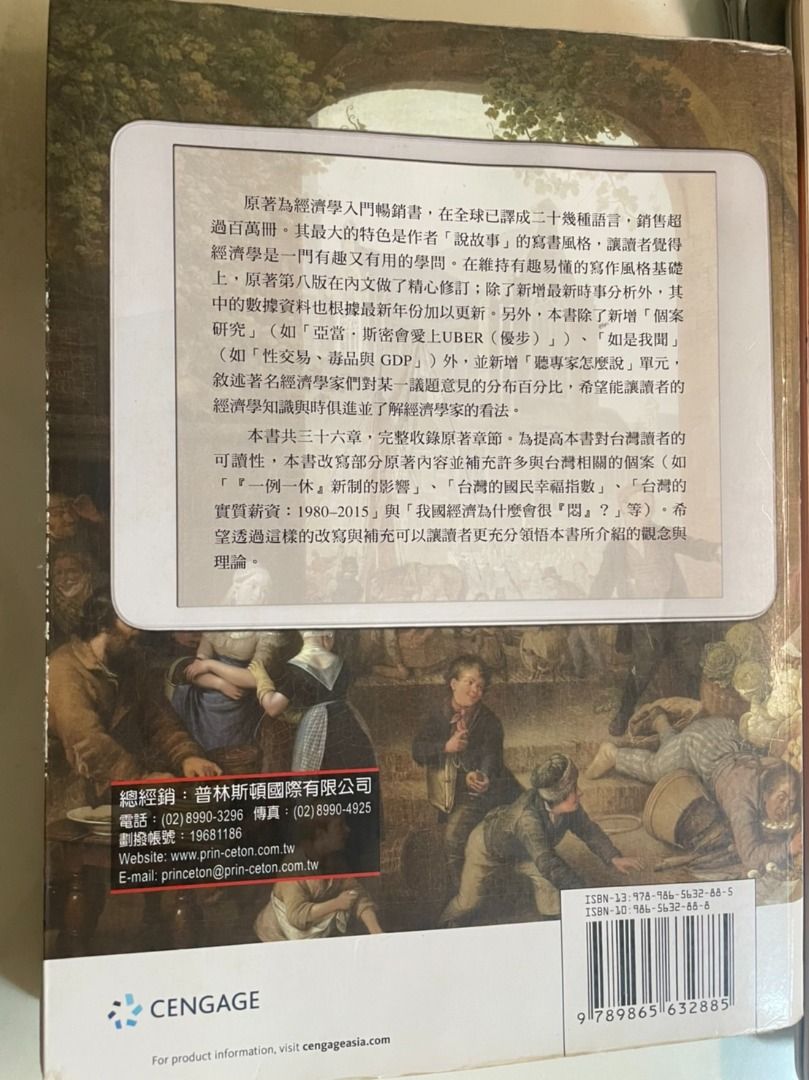 原著為經濟學入門暢銷書，在全球已譯成二十幾種語言，銷售超
過百萬冊。其最大的特色是作者「說故事」的寫書風格，讓讀者覺得
經濟學是一門有趣又有用的學問。在維持有趣易懂的寫作風格基礎
上，原著第八版在內文做了精心修訂；除了新增最新時事分析外，其
中的數據資料也根據最新年份加以更新。另外，本書除了新增「個案
研究」（如「亞當．斯密會愛上UBER（優步）」）、「如是我聞」
（如「性交易、毒品與 GDP」）外，並新增「聽專家怎麼說」單元，
敘述著名經濟學家們對某一議題意見的分布百分比，希望能讓讀者的
經濟學知識與時俱進並了解經濟學家的看法。
本書共三十六章，完整收錄原著章節。為提高本書對台灣讀者的
可讀性，本書改寫部分原著內容並補充許多與台灣相關的個案（如
「『一例一休』新制的影響」、「台灣的國民幸福指數」、「台灣的
實質薪資：1980–2015」與「我國經濟為什麼會很『悶』？」等）。希
望透過這樣的改寫與補充可以讓讀者更充分領悟本書所介紹的觀念與
理論。
總經銷：普林斯頓國際有限公司
電話：(02) 8990-3296 傳真：(02) 8990-4925
劃撥帳號：19681186
Website: www.prin-ceton.com.tw
E-mail: princeton@prin-ceton.com.tw
ISBN-13:978-986-5632-88-5
ISBN-10:986-5632-88-8
9 789865 632885
CENGAGE
For product information, visit cengageasia.com